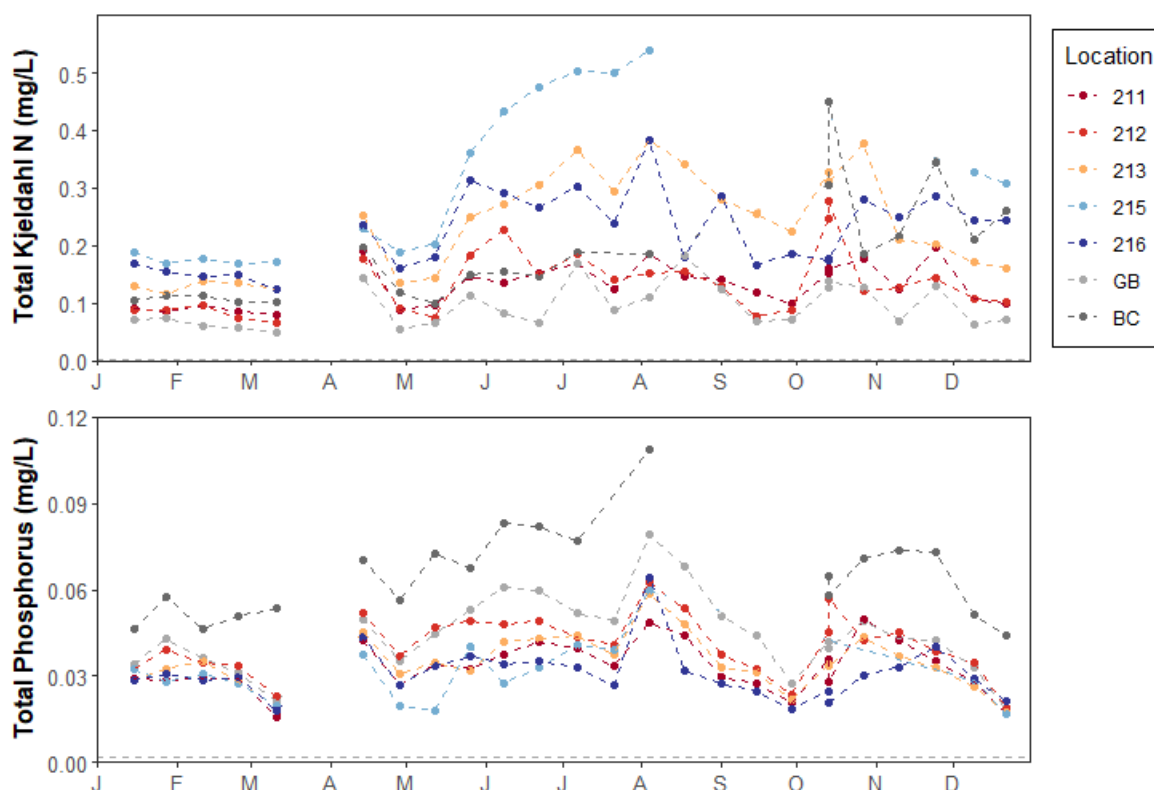 Total Kjeldahl N (mg/L)
0.5
0.4
0.3
0.2
0.1
0.0
J F M A M J J A S O N D
Location
211
212
213
215
216
GB
BC
Total Phosphorus (mg/L)
0.12
0.09
0.06
0.03
0.00
J F M A M J J A S O N D